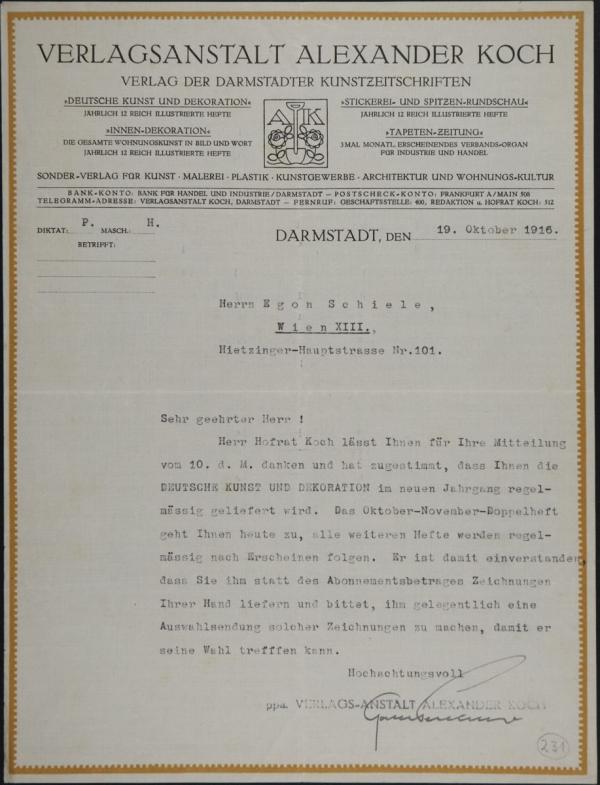 VERLAGSANSTALT ALEXANDER KOCH
VERLAG DER DARMSTÄDTER KUNSTZEITSCHRIFTEN
»DEUTSCHE KUNST UND DEKORATION«
JÄHRLICH 12 REICH ILLUSTRIERTE HEFTE
»INNEN-DEKORATION«
DIE GESAMTE WOHNUNGSKUNST IN BILD UND WORT
JÄHRLICH 12 REICH ILLUSTRIERTE HEFTE
A K
»STICKEREI- UND SPITZEN-RUNDSCHAU«
JÄHRLICH 12 REICH ILLUSTRIERTE HEFTE
»TAPETEN-ZEITUNG«
3 MAL MONATL. ERSCHEINENDES VERBANDS-ORGAN
FÜR INDUSTRIE UND HANDEL
SONDER-VERLAG FÜR KUNST · MALEREI · PLASTIK · KUNSTGEWERBE · ARCHITEKTUR UND WOHNUNGS-KULTUR
BANK-KONTO: BANK FÜR HANDEL UND INDUSTRIE / DARMSTADT – POSTSCHECK-KONTO: FRANKFURT A/MAIN 508
TELEGRAMM-ADRESSE: VERLAGSANSTALT KOCH, DARMSTADT – FERNRUF: GESCHÄFTSSTELLE: 400, REDAKTION u. HOFRAT KOCH: 512
DIKTAT: P. MASCH.: H.
BETRIFFT:
DARMSTADT, DEN 19. Oktober 1916.
Herrn Egon Schiele,
Wien XIII.,
Hietzinger-Hauptstrasse Nr.101.
Sehr geehrter Herr !
Herr Hofrat Koch lässt Ihnen für Ihre Mitteilung
vom 10. d. M. danken und hat zugestimmt, dass Ihnen die
DEUTSCHE KUNST UND DEKORATION im neuen Jahrgang regel-
mässig geliefert wird. Das Oktober-November-Doppelheft
geht Ihnen heute zu, alle weiteren Hefte werden regel-
mässig nach Erscheinen folgen. Er ist damit einverstanden,
dass Sie ihm statt des Abonnementsbetrages Zeichnungen
Ihrer Hand liefern und bittet, ihm gelegentlich eine
Auswahlsendung solcher Zeichnungen zu machen, damit er
seine Wahl trefffen kann.
Hochachtungsvoll
ppa. VERLAGS-ANSTALT ALEXANDER KOCH
231